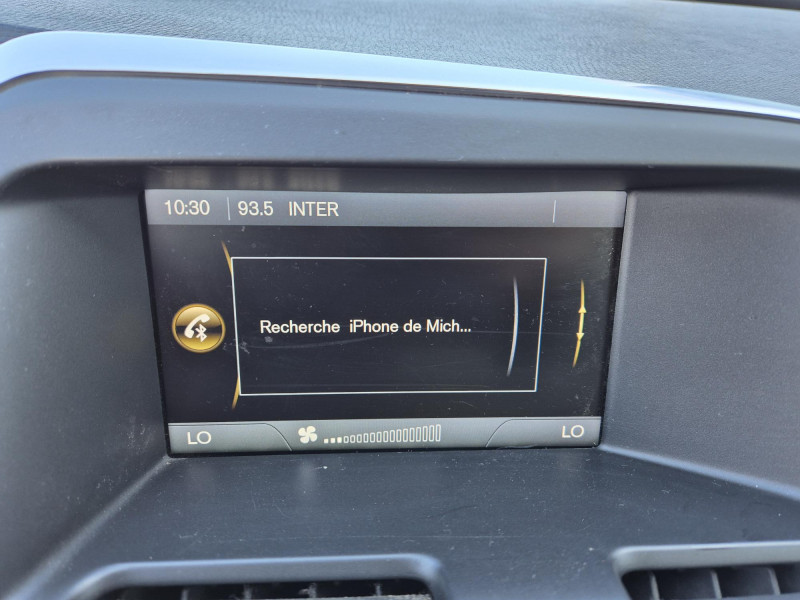 10:30 93.5 INTER
Recherche iPhone de Mich...
LO LO